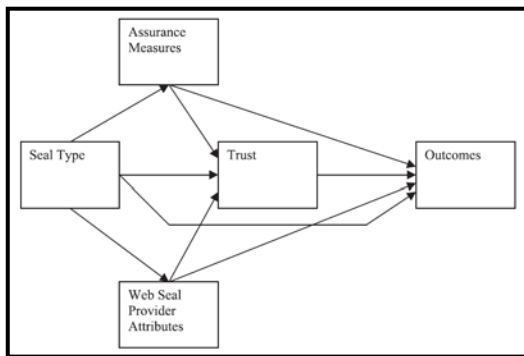 Assurance
Measures
Seal Type
Trust
Outcomes
Web Seal
Provider
Attributes